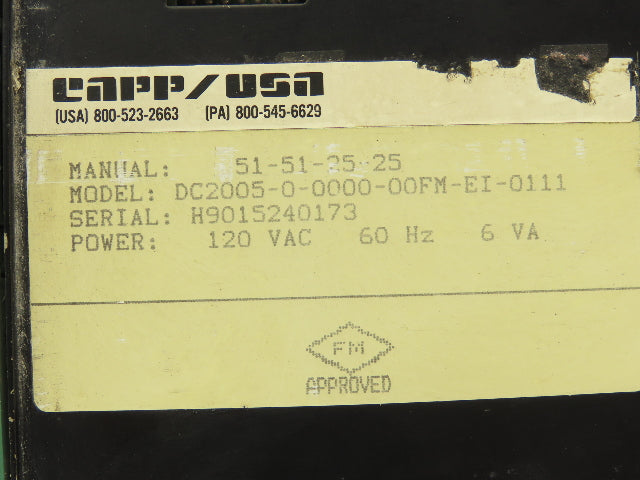 CAPP/USA
(USA) 800-523-2663 (PA) 800-545-6629
MANUAL: 51-51-25-25
MODEL: DC2005-0-0000-00FM-EI-0111
SERIAL: H9015240173
POWER: 120 VAC 60 Hz 6 VA
FM
APPROVED